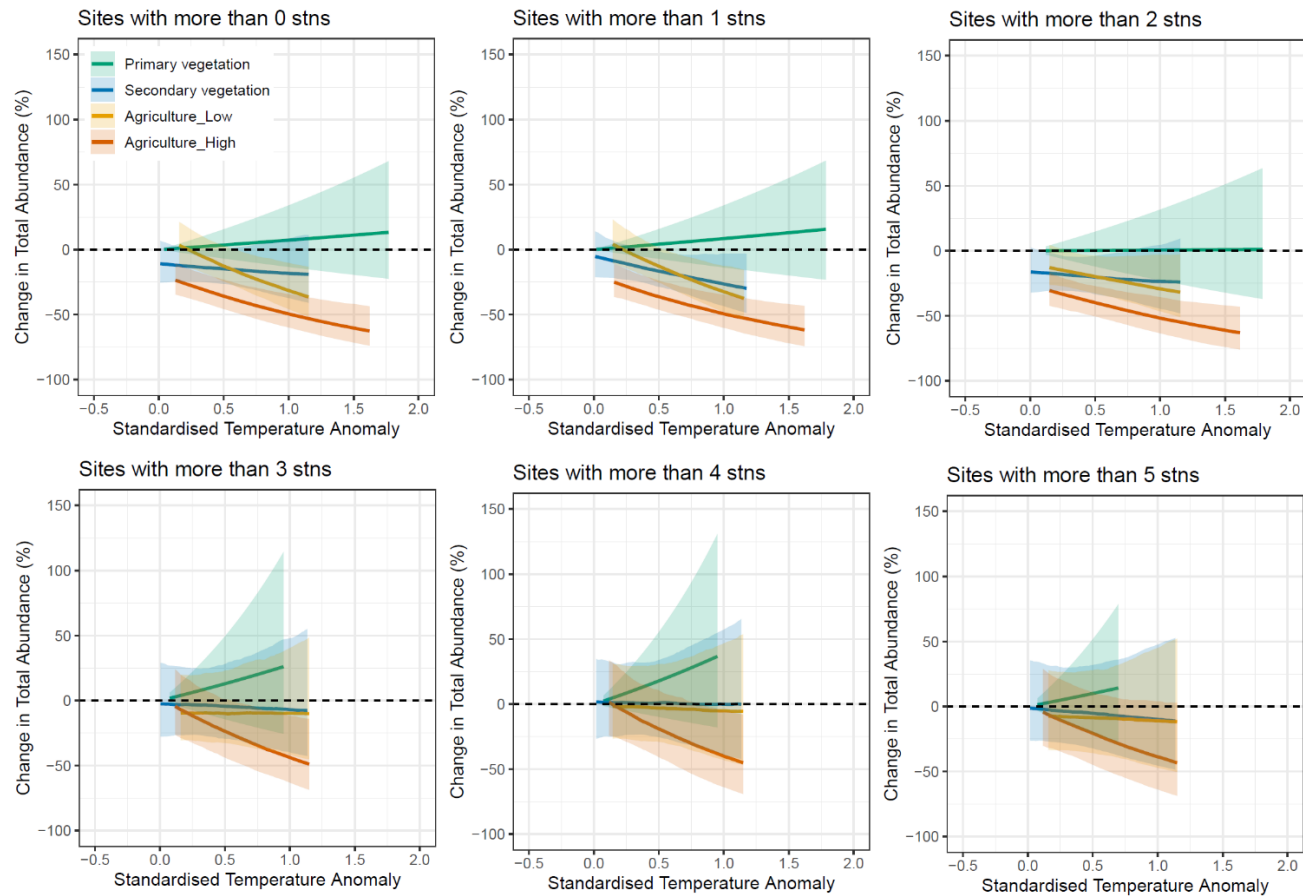 Sites with more than 0 stns
Change in Total Abundance (%)
150
100
50
0
−50
−100
Primary vegetation
Secondary vegetation
Agriculture_Low
Agriculture_High
−0.5 0.0 0.5 1.0 1.5 2.0
Standardised Temperature Anomaly
Sites with more than 1 stns
Change in Total Abundance (%)
150
100
50
0
−50
−100
−0.5 0.0 0.5 1.0 1.5 2.0
Standardised Temperature Anomaly
Sites with more than 2 stns
Change in Total Abundance (%)
150
100
50
0
−50
−100
−0.5 0.0 0.5 1.0 1.5 2.0
Standardised Temperature Anomaly
Sites with more than 3 stns
Change in Total Abundance (%)
150
100
50
0
−50
−100
−0.5 0.0 0.5 1.0 1.5 2.0
Standardised Temperature Anomaly
Sites with more than 4 stns
Change in Total Abundance (%)
150
100
50
0
−50
−100
−0.5 0.0 0.5 1.0 1.5 2.0
Standardised Temperature Anomaly
Sites with more than 5 stns
Change in Total Abundance (%)
150
100
50
0
−50
−100
−0.5 0.0 0.5 1.0 1.5 2.0
Standardised Temperature Anomaly